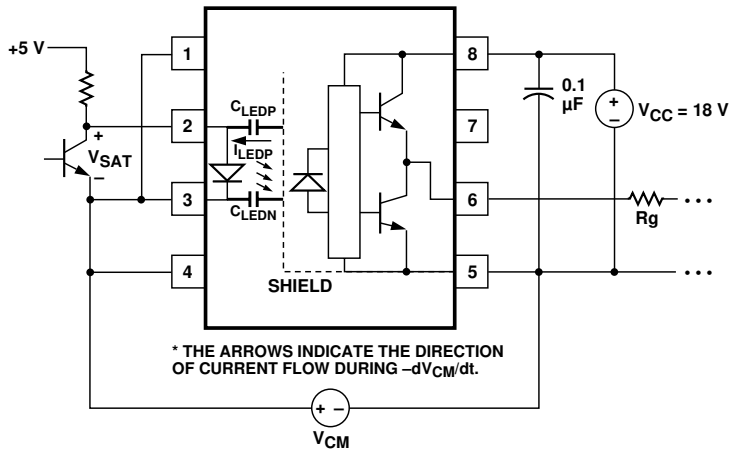 +5 V
1
8
C_LEDP
0.1
µF
+
–
V_CC = 18 V
2
+
V_SAT
–
I_LEDP
7
3
C_LEDN
6
Rg
• • •
4
5
SHIELD
• • •
* THE ARROWS INDICATE THE DIRECTION
OF CURRENT FLOW DURING –dV_CM/dt.
+ –
V_CM